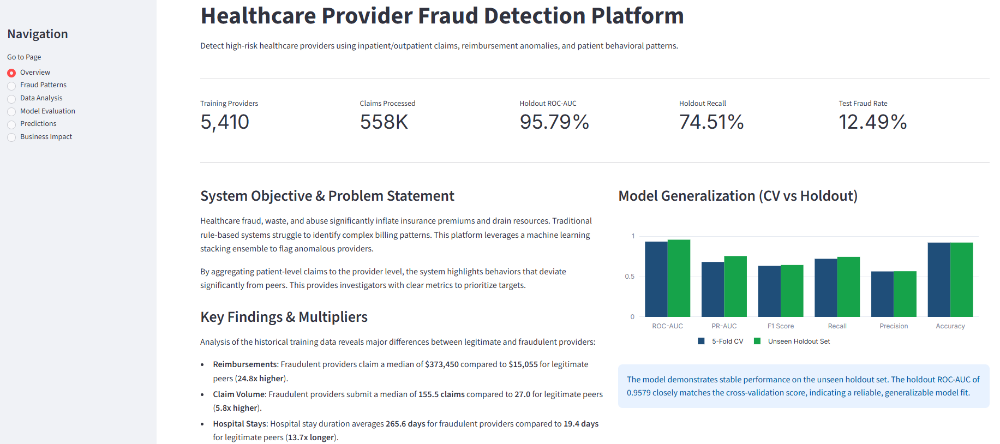 Navigation
Go to Page
Overview
Fraud Patterns
Data Analysis
Model Evaluation
Predictions
Business Impact
Healthcare Provider Fraud Detection Platform
Detect high-risk healthcare providers using inpatient/outpatient claims, reimbursement anomalies, and patient behavioral patterns.
Training Providers
5,410
Claims Processed
558K
Holdout ROC-AUC
95.79%
Holdout Recall
74.51%
Test Fraud Rate
12.49%
System Objective & Problem Statement
Healthcare fraud, waste, and abuse significantly inflate insurance premiums and drain resources. Traditional
rule-based systems struggle to identify complex billing patterns. This platform leverages a machine learning
stacking ensemble to flag anomalous providers.
By aggregating patient-level claims to the provider level, the system highlights behaviors that deviate
significantly from peers. This provides investigators with clear metrics to prioritize targets.
Key Findings & Multipliers
Analysis of the historical training data reveals major differences between legitimate and fraudulent providers:
• Reimbursements: Fraudulent providers claim a median of $373,450 compared to $15,055 for legitimate
peers (24.8x higher).
• Claim Volume: Fraudulent providers submit a median of 155.5 claims compared to 27.0 for legitimate peers
(5.8x higher).
• Hospital Stays: Hospital stay duration averages 265.6 days for fraudulent providers compared to 19.4 days
for legitimate peers (13.7x longer).
Model Generalization (CV vs Holdout)
1
0.5
0
ROC-AUC
PR-AUC
F1 Score
Recall
Precision
Accuracy
5-Fold CV
Unseen Holdout Set
The model demonstrates stable performance on the unseen holdout set. The holdout ROC-AUC of
0.9579 closely matches the cross-validation score, indicating a reliable, generalizable model fit.